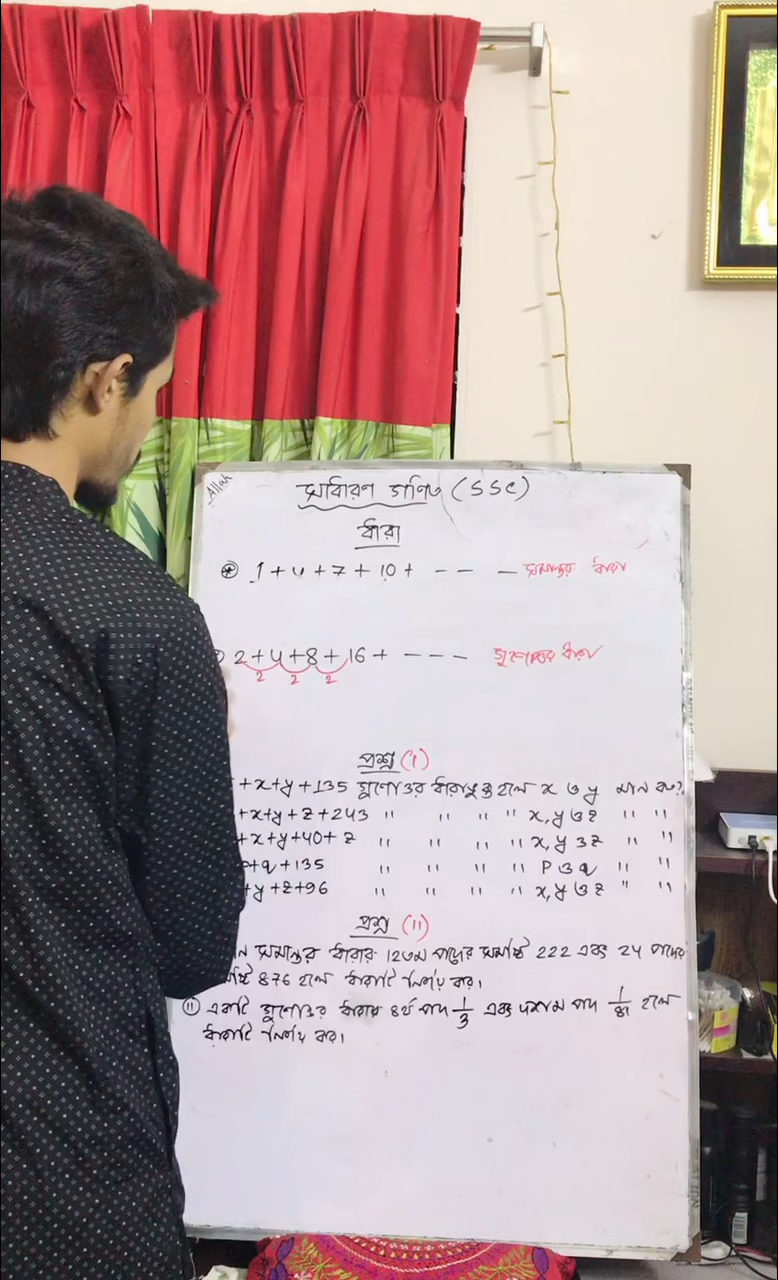 Allah
সাধারণ গণিত (SSC)
ধারা
1 + 4 + 7 + 10 + - - - সমান্তর ধারা
2 + 4 + 8 + 16 + - - - গুণোত্তর ধারা
2 2 2
প্রশ্ন (I)
+ x + y + 135 গুণোত্তর ধারাভুক্ত হলে x ও y মান কত?
+ x + y + z + 243 " " " " x, y ও z " "
+ x + y + 40 + z " " " " x, y ও z " "
+ q + 135 " " " " P ও q " "
+ y + z + 96 " " " " x, y ও z " "
প্রশ্ন (II)
সমান্তর ধারার 12তম পদের সমষ্টি 222 এবং 24 পদের
876 হলে ধারাটি নির্ণয় কর।
(II) একটি গুণোত্তর ধারার ৪র্থ পদ 1/3 এবং দশম পদ 1/81 হলে
ধারাটি নির্ণয় কর।